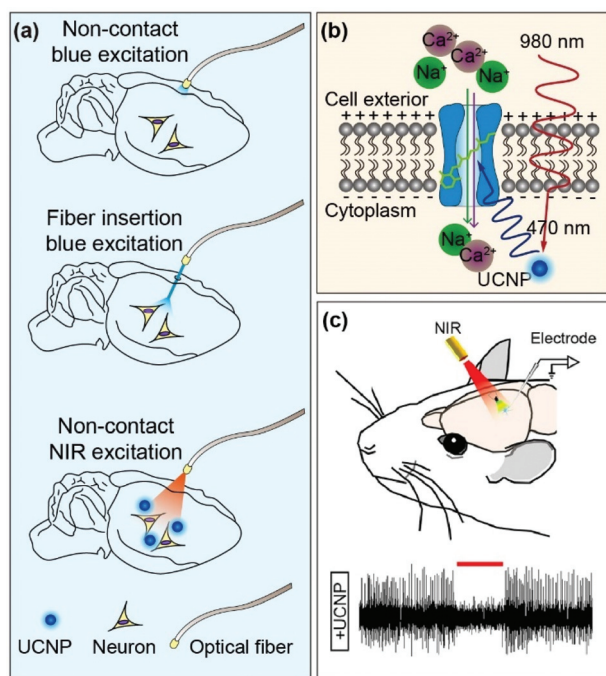 (a)
Non-contact
blue excitation
Fiber insertion
blue excitation
Non-contact
NIR excitation
UCNP
Neuron
Optical fiber
(b)
Ca2+
Ca2+
Na+
Na+
980 nm
Cell exterior
+ + + + + + + + + + + + + +
- - - - - - - - - -
Cytoplasm
470 nm
Na+
Ca2+
UCNP
(c)
NIR
Electrode
+UCNP